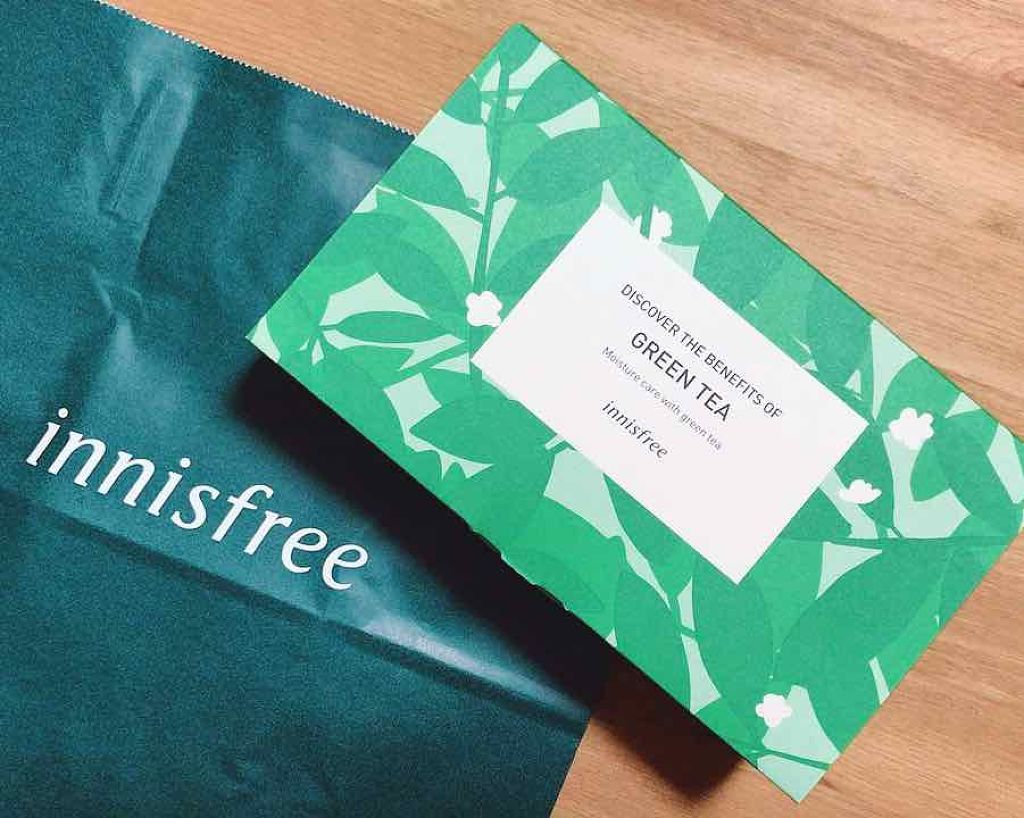 innisfree
DISCOVER THE BENEFITS OF
GREEN TEA
Moisture care with green tea
innisfree